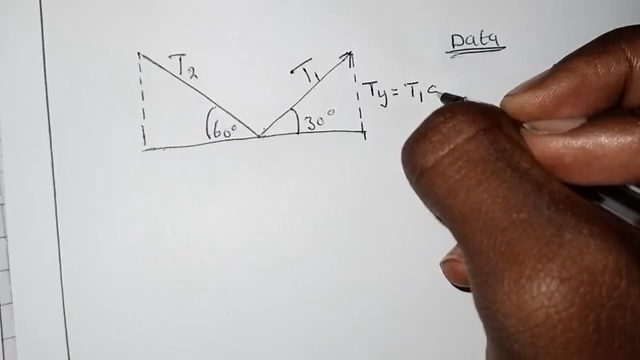 Data
T₂
T₁
Ty = T₁
60°
30°